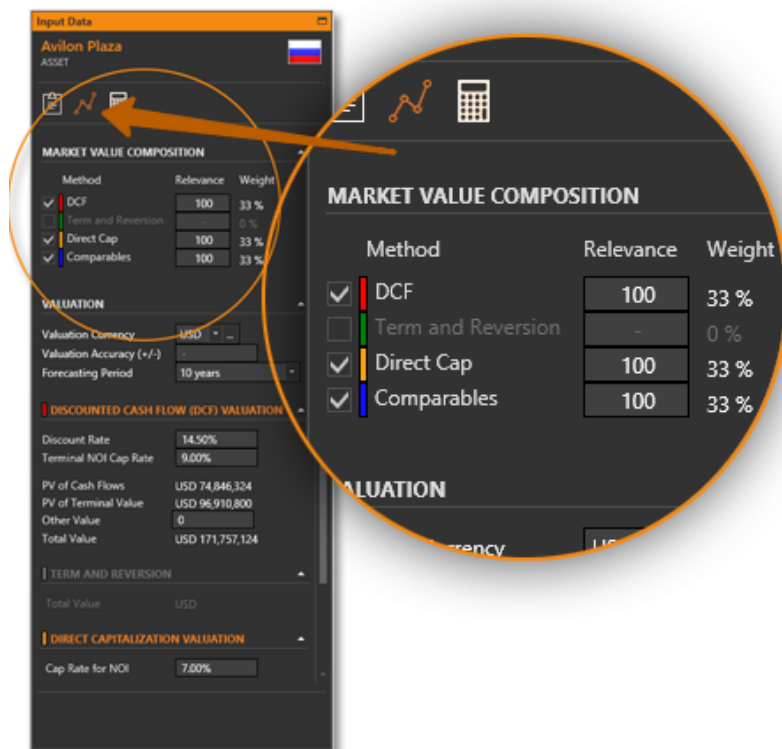 Input Data
Avilon Plaza
ASSET
MARKET VALUE COMPOSITION
Method Relevance Weight
DCF 100 33 %
Term and Reversion - 0 %
Direct Cap 100 33 %
Comparables 100 33 %
VALUATION
Valuation Currency USD ...
Valuation Accuracy (+/-) -
Forecasting Period 10 years
DISCOUNTED CASH FLOW (DCF) VALUATION
Discount Rate 14.50%
Terminal NOI Cap Rate 9.00%
PV of Cash Flows USD 74,846,324
PV of Terminal Value USD 96,910,800
Other Value 0
Total Value USD 171,757,124
TERM AND REVERSION
Total Value USD
DIRECT CAPITALIZATION VALUATION
Cap Rate for NOI 7.00%
MARKET VALUE COMPOSITION
Method Relevance Weight
DCF 100 33 %
Term and Reversion - 0 %
Direct Cap 100 33 %
Comparables 100 33 %
ALUATION
rrency